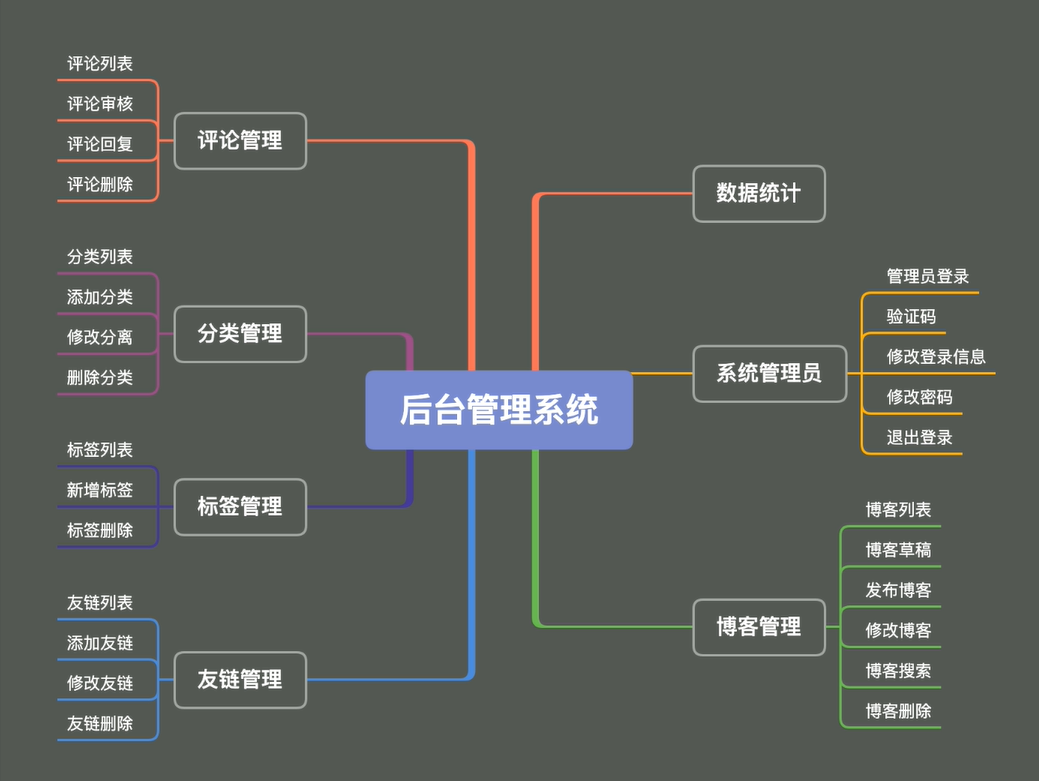 后台管理系统
评论管理
评论列表
评论审核
评论回复
评论删除
分类管理
分类列表
添加分类
修改分离
删除分类
标签管理
标签列表
新增标签
标签删除
友链管理
友链列表
添加友链
修改友链
友链删除
数据统计
系统管理员
管理员登录
验证码
修改登录信息
修改密码
退出登录
博客管理
博客列表
博客草稿
发布博客
修改博客
博客搜索
博客删除